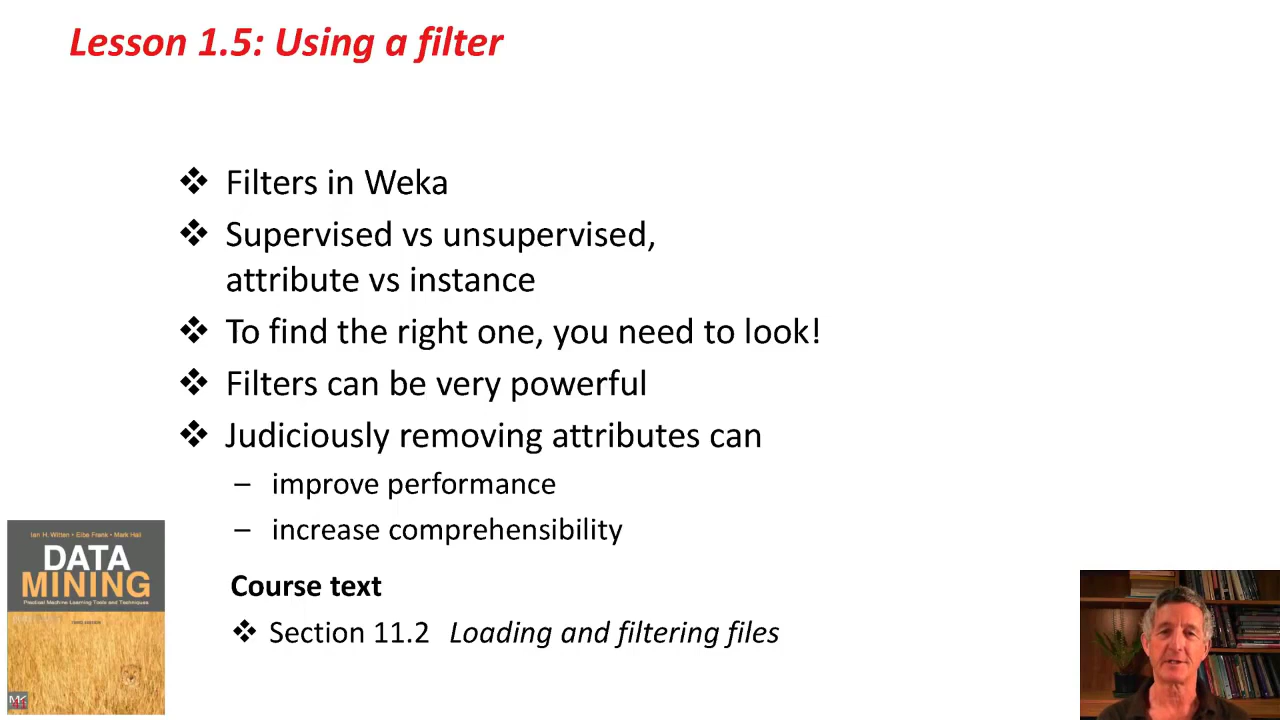 Lesson 1.5: Using a filter
❖ Filters in Weka
❖ Supervised vs unsupervised,
attribute vs instance
❖ To find the right one, you need to look!
❖ Filters can be very powerful
❖ Judiciously removing attributes can
– improve performance
– increase comprehensibility
Course text
❖ Section 11.2 Loading and filtering files
Ian H. Witten • Eibe Frank • Mark Hall
DATA
MINING
Practical Machine Learning Tools and Techniques
THIRD EDITION